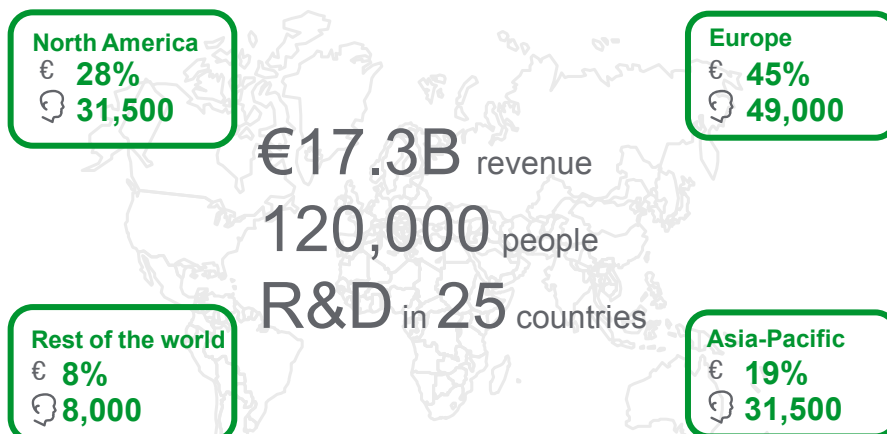 North America
€ 28%
31,500
Europe
€ 45%
49,000
€17.3B revenue
120,000 people
R&D in 25 countries
Rest of the world
€ 8%
8,000
Asia-Pacific
€ 19%
31,500